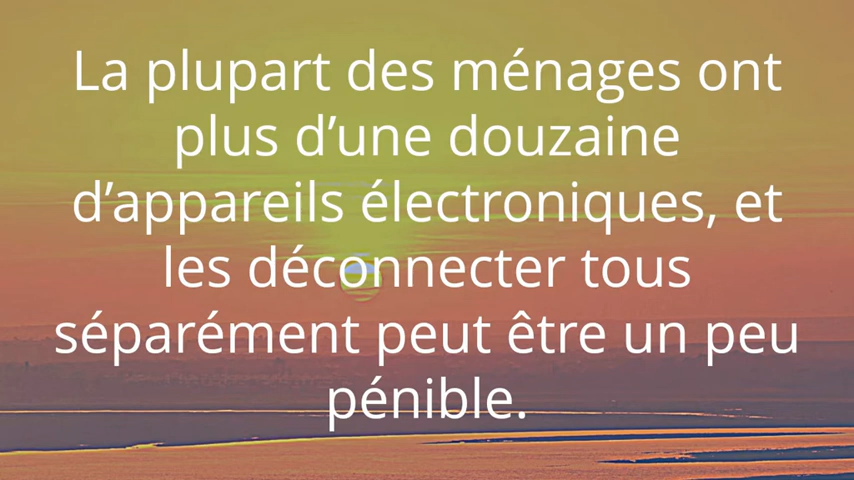 La plupart des ménages ont
plus d’une douzaine
d’appareils électroniques, et
les déconnecter tous
séparément peut être un peu
pénible.